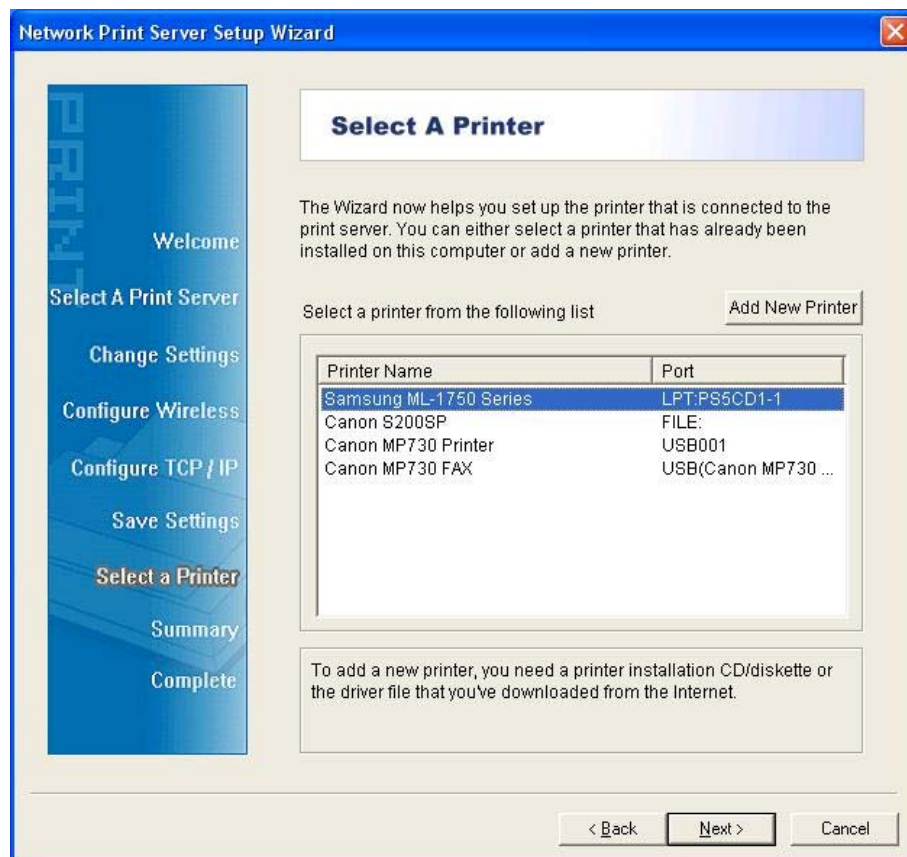 Network Print Server Setup Wizard
PRINT
Welcome
Select A Print Server
Change Settings
Configure Wireless
Configure TCP / IP
Save Settings
Select a Printer
Summary
Complete
Select A Printer
The Wizard now helps you set up the printer that is connected to the
print server. You can either select a printer that has already been
installed on this computer or add a new printer.
Select a printer from the following list
Add New Printer
Printer Name Port
Samsung ML-1750 Series LPT:PS5CD1-1
Canon S200SP FILE:
Canon MP730 Printer USB001
Canon MP730 FAX USB(Canon MP730 ...
To add a new printer, you need a printer installation CD/diskette or
the driver file that you've downloaded from the Internet.
< Back Next > Cancel